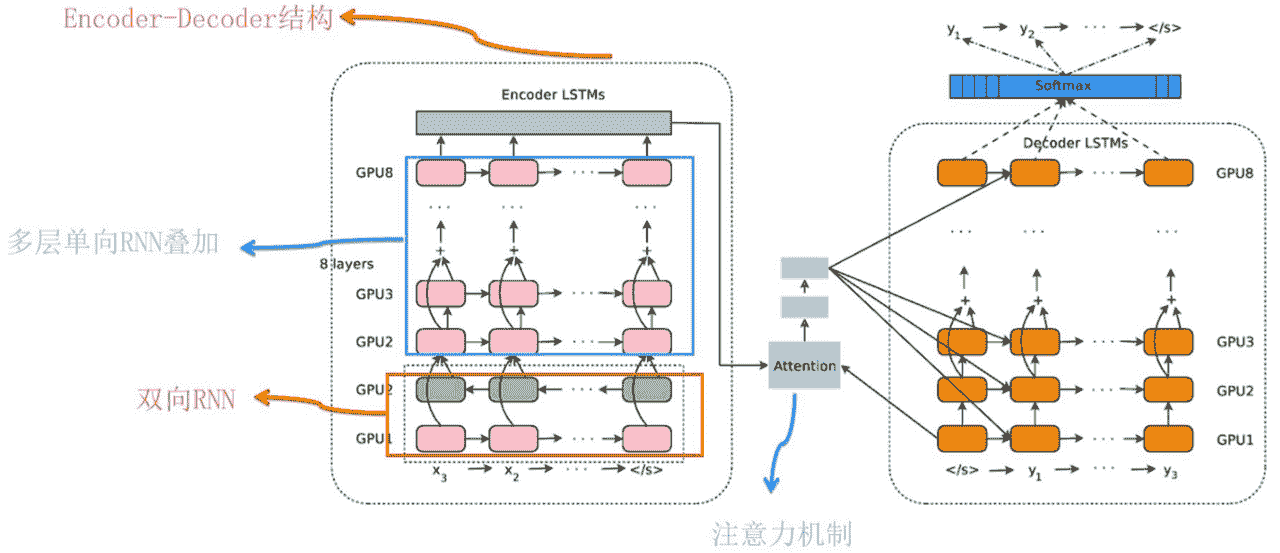 Encoder-Decoder结构
y1 y2 ... </s>
Softmax
Encoder LSTMs
Decoder LSTMs
GPU8
GPU8
...
...
多层单向RNN叠加
+ + +
8 layers
GPU3
+ + +
GPU3
GPU2
Attention
双向RNN
GPU2
GPU2
GPU1
GPU1
x3 x2 ... </s>
</s> y1 ... y3
注意力机制